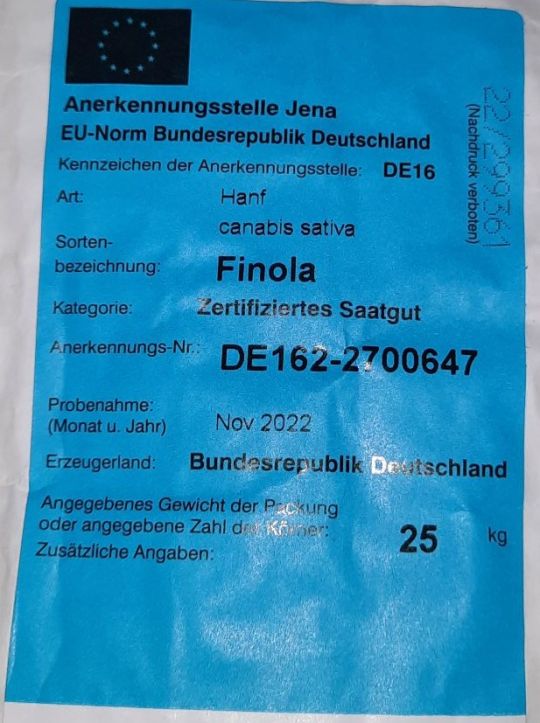 Anerkennungsstelle Jena
EU-Norm Bundesrepublik Deutschland
Kennzeichen der Anerkennungsstelle: DE16
Art: Hanf
canabis sativa
Sorten-
bezeichnung: Finola
Kategorie: Zertifiziertes Saatgut
Anerkennungs-Nr.: DE162-2700647
Probenahme:
(Monat u. Jahr) Nov 2022
Erzeugerland: Bundesrepublik Deutschland
Angegebenes Gewicht der Packung
oder angegebene Zahl der Körner: 25 kg
Zusätzliche Angaben:
22/299361
(Nachdruck verboten)